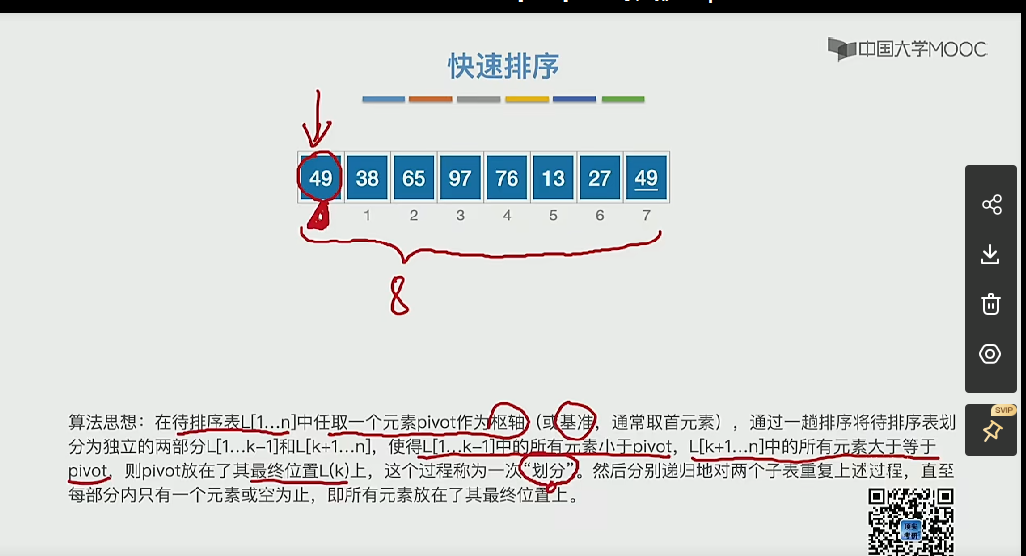 中国大学MOOC
快速排序
49 38 65 97 76 13 27 49
1 2 3 4 5 6 7
8
算法思想：在待排序表L[1…n]中任取一个元素pivot作为枢轴（或基准，通常取首元素），通过一趟排序将待排序表划
分为独立的两部分L[1…k-1]和L[k+1…n]，使得L[1…k-1]中的所有元素小于pivot，L[k+1…n]中的所有元素大于等于
pivot，则pivot放在了其最终位置L(k)上，这个过程称为一次“划分”。然后分别递归地对两个子表重复上述过程，直至
每部分内只有一个元素或空为止，即所有元素放在了其最终位置上。
SVIP